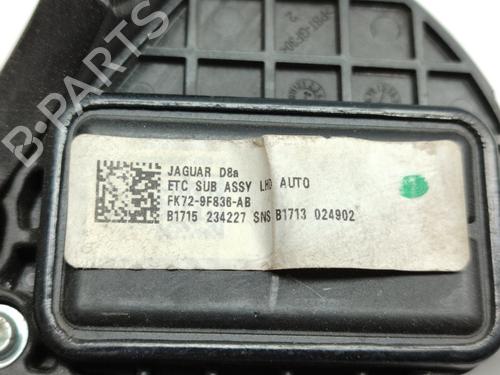 B-PARTS
JAGUAR D8a
ETC SUB ASSY LHD AUTO
FK72-9F836-AB
B1715 234227 SNS B1713 024902